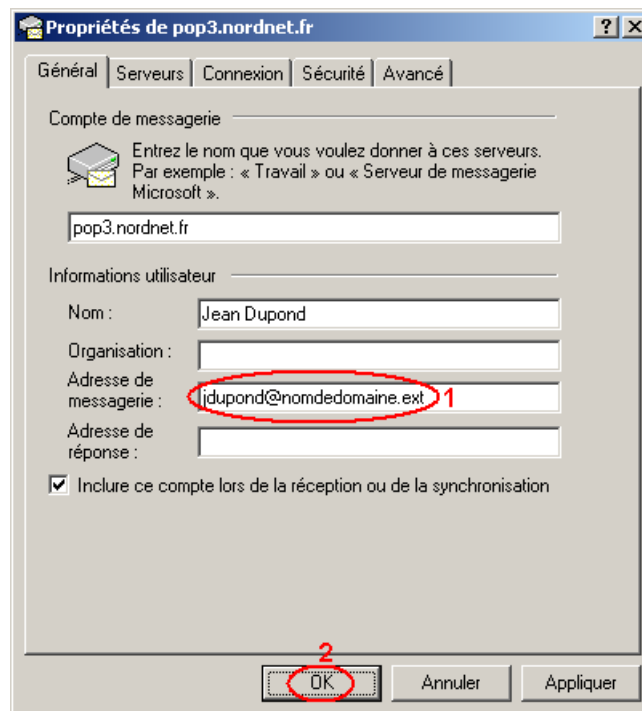 Propriétés de pop3.nordnet.fr
Général Serveurs Connexion Sécurité Avancé
Compte de messagerie
Entrez le nom que vous voulez donner à ces serveurs.
Par exemple : « Travail » ou « Serveur de messagerie
Microsoft ».
pop3.nordnet.fr
Informations utilisateur
Nom :
Jean Dupond
Organisation :
Adresse de
messagerie :
jdupond@nomdedomaine.ext
1
Adresse de
réponse :
Inclure ce compte lors de la réception ou de la synchronisation
2
OK Annuler Appliquer